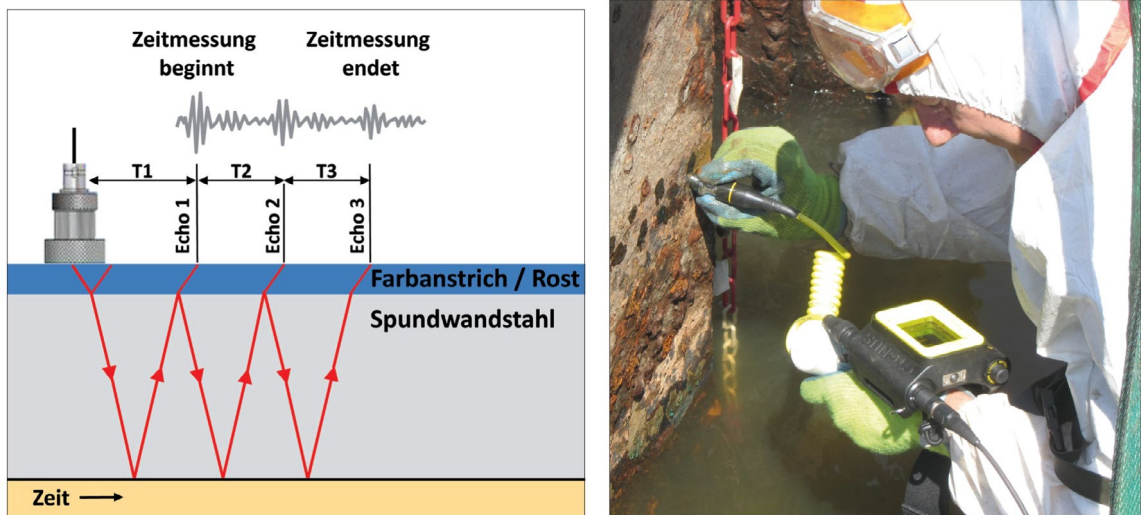 Zeitmessung
beginnt
Zeitmessung
endet
T1
T2
T3
Echo 1
Echo 2
Echo 3
Farbanstrich / Rost
Spundwandstahl
Zeit